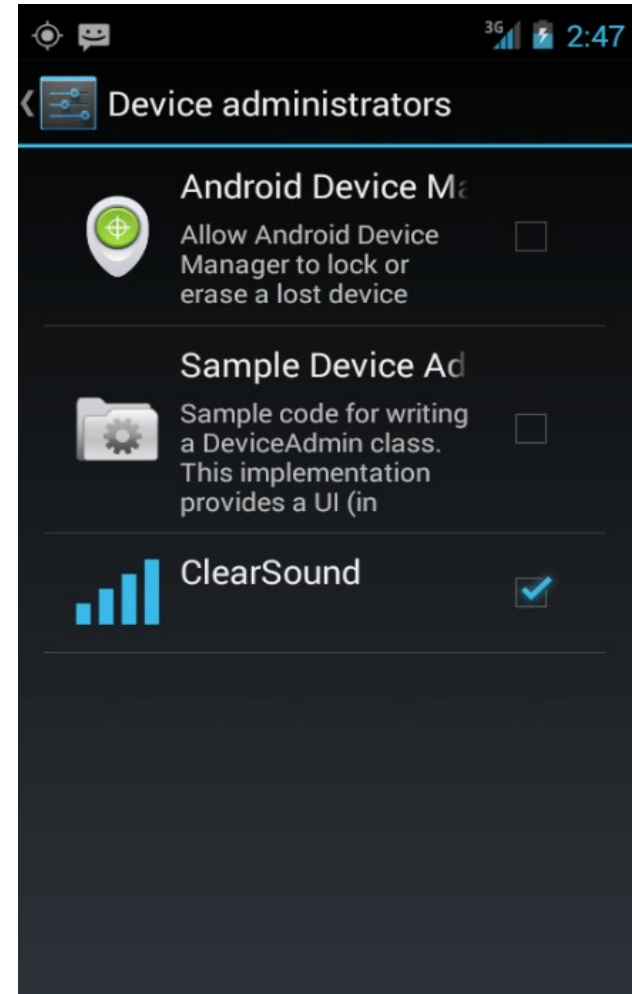 3G 2:47
Device administrators
Android Device Ma
Allow Android Device
Manager to lock or
erase a lost device
Sample Device Ad
Sample code for writing
a DeviceAdmin class.
This implementation
provides a UI (in
ClearSound